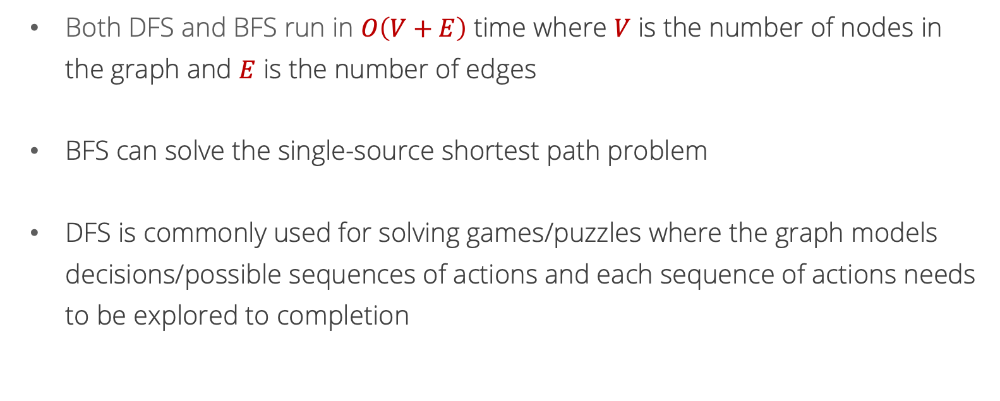 • Both DFS and BFS run in O(V + E) time where V is the number of nodes in
the graph and E is the number of edges
• BFS can solve the single-source shortest path problem
• DFS is commonly used for solving games/puzzles where the graph models
decisions/possible sequences of actions and each sequence of actions needs
to be explored to completion